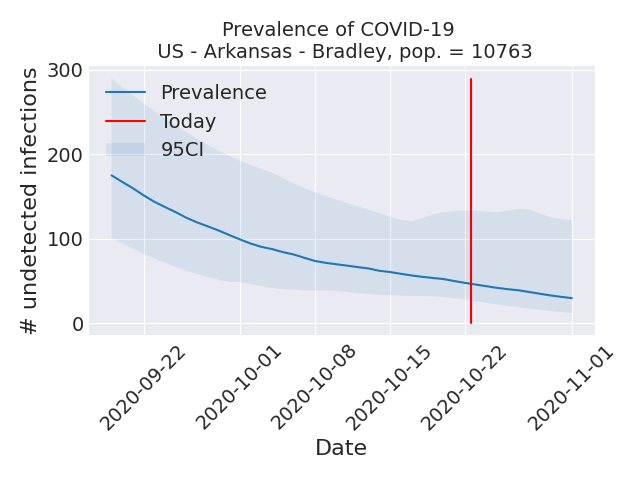 Prevalence of COVID-19
US - Arkansas - Bradley, pop. = 10763
300
200
100
0
# undetected infections
Prevalence
Today
95CI
2020-09-22
2020-10-01
2020-10-08
2020-10-15
2020-10-22
2020-11-01
Date